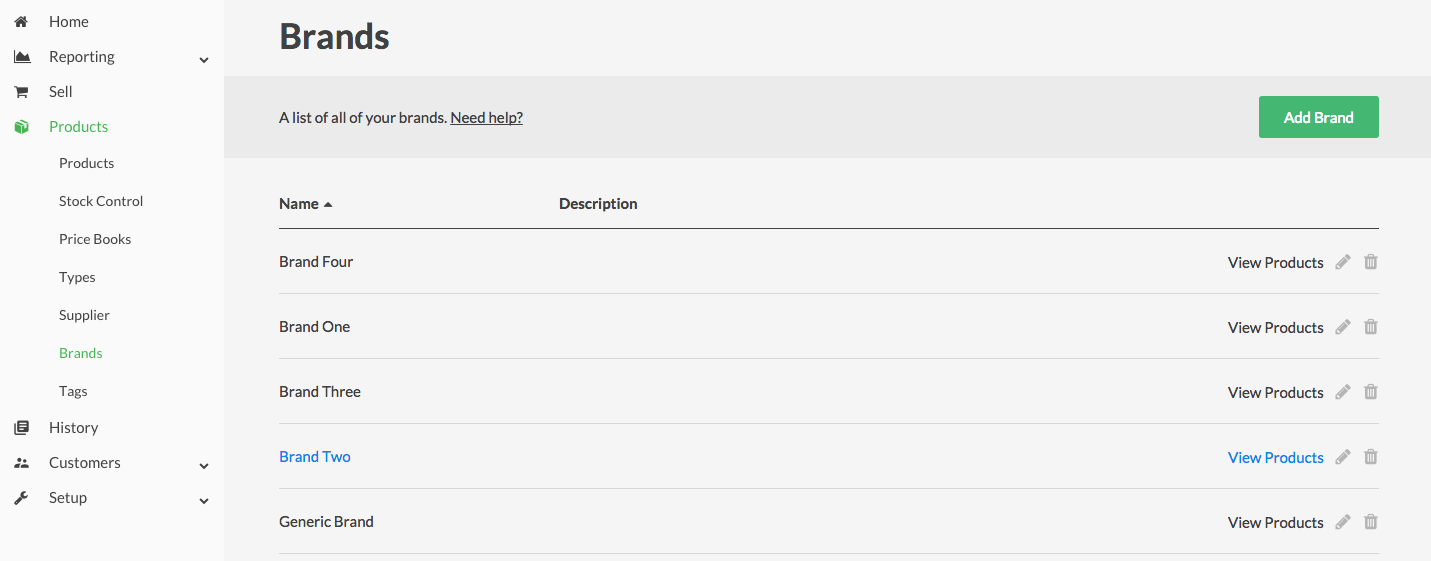 Home
Reporting
Sell
Products
Products
Stock Control
Price Books
Types
Supplier
Brands
Tags
History
Customers
Setup
Brands
A list of all of your brands. Need help?
Add Brand
Name Description
Brand Four View Products
Brand One View Products
Brand Three View Products
Brand Two View Products
Generic Brand View Products